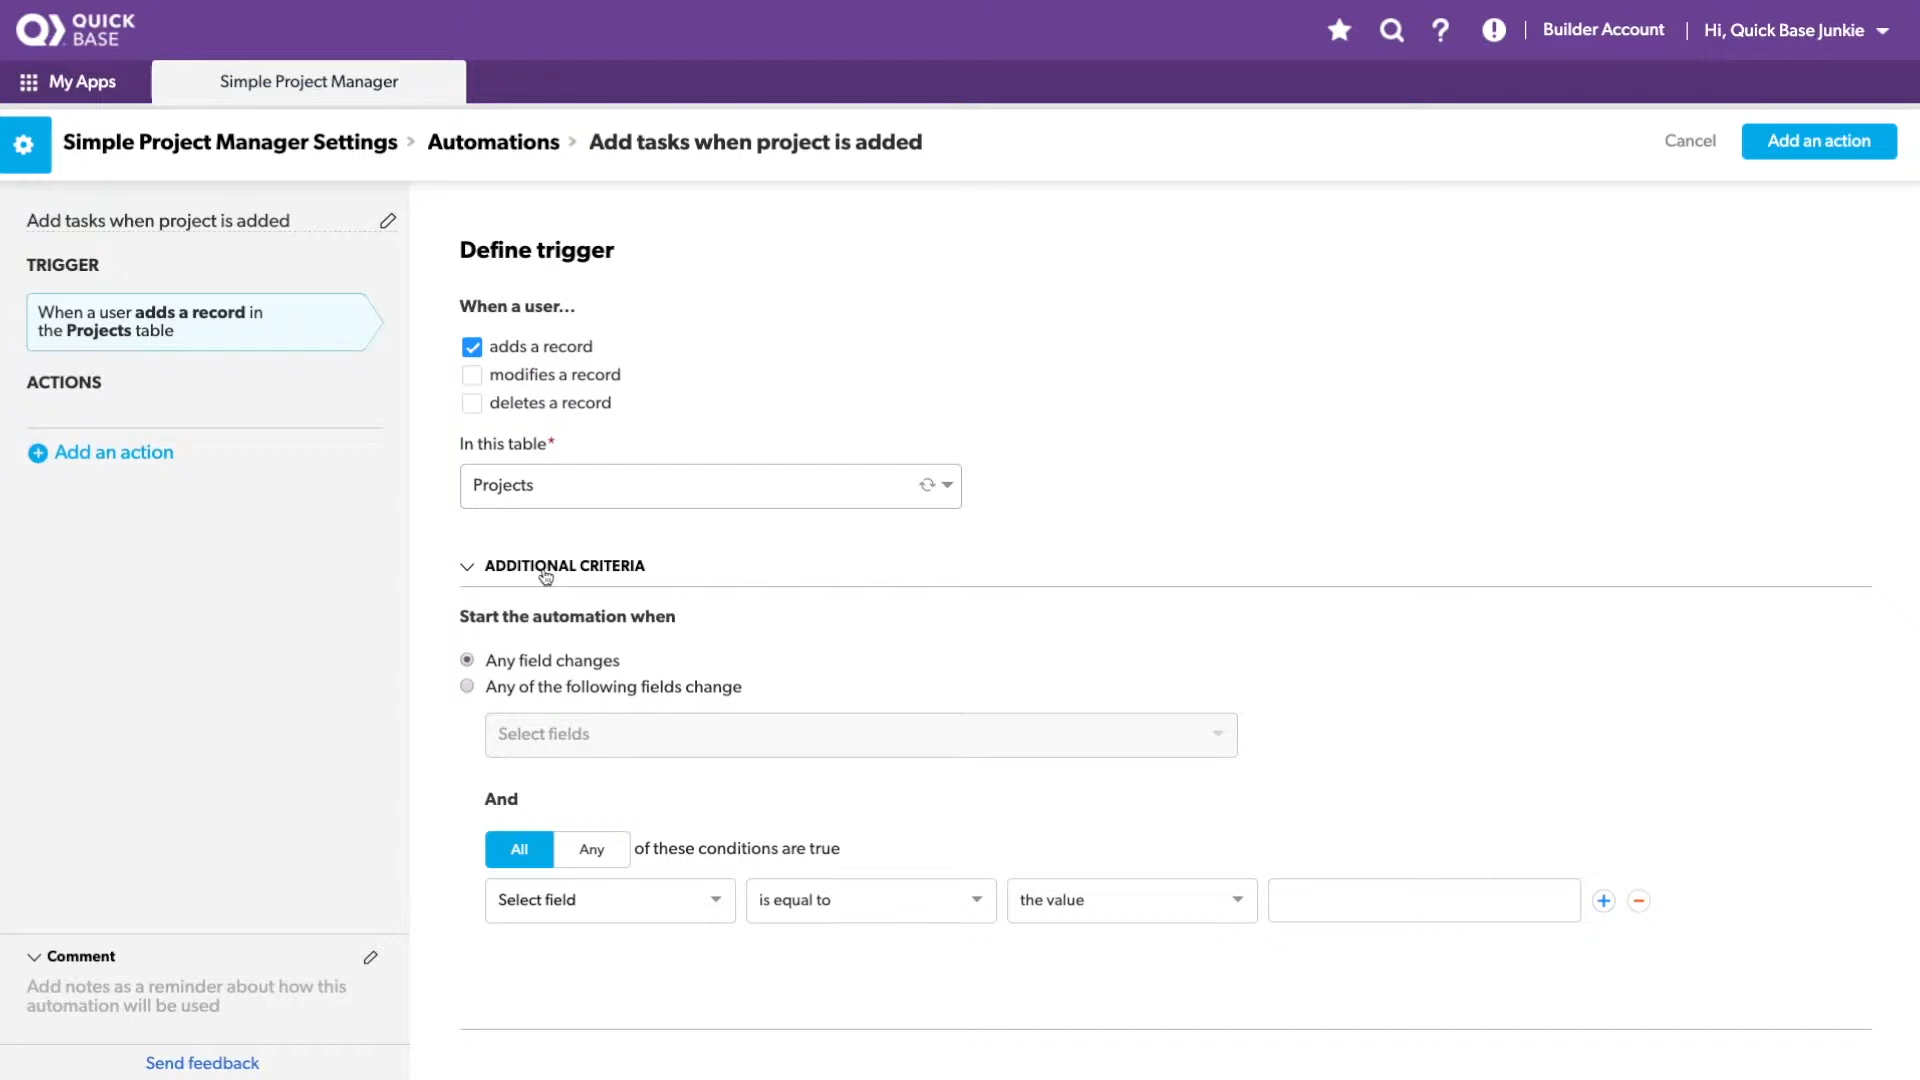 QUICK
BASE
Builder Account
Hi, Quick Base Junkie
My Apps
Simple Project Manager
Simple Project Manager Settings > Automations > Add tasks when project is added
Cancel
Add an action
Add tasks when project is added
TRIGGER
When a user adds a record in
the Projects table
ACTIONS
Add an action
Define trigger
When a user...
adds a record
modifies a record
deletes a record
In this table*
Projects
ADDITIONAL CRITERIA
Start the automation when
Any field changes
Any of the following fields change
Select fields
And
All
Any
of these conditions are true
Select field
is equal to
the value
Comment
Add notes as a reminder about how this
automation will be used
Send feedback